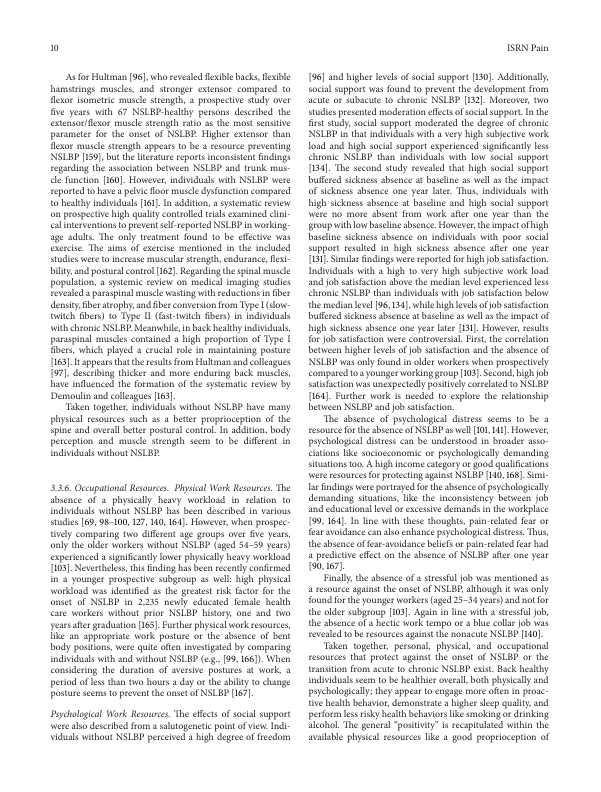 10
ISRN Pain
As for Hultman [96], who revealed flexible backs, flexible
hamstrings muscles, and stronger extensor compared to
flexor isometric muscle strength, a prospective study over
five years with 67 NSLBP-healthy persons described the
extensor/flexor muscle strength ratio as the most sensitive
parameter for the onset of NSLBP. Higher extensor than
flexor muscle strength appears to be a resource preventing
NSLBP [159], but the literature reports inconsistent findings
regarding the association between NSLBP and trunk mus-
cle function [160]. However, individuals with NSLBP were
reported to have a pelvic floor muscle dysfunction compared
to healthy individuals [161]. In addition, a systematic review
on prospective high quality controlled trials examined clini-
cal interventions to prevent self-reported NSLBP in working-
age adults. The only treatment found to be effective was
exercise. The aims of exercise mentioned in the included
studies were to increase muscular strength, endurance, flexi-
bility, and postural control [162]. Regarding the spinal muscle
population, a systemic review on medical imaging studies
revealed a paraspinal muscle wasting with reductions in fiber
density, fiber atrophy, and fiber conversion from Type I (slow-
twitch fibers) to Type II (fast-twitch fibers) in individuals
with chronic NSLBP. Meanwhile, in back healthy individuals,
paraspinal muscles contained a high proportion of Type I
fibers, which played a crucial role in maintaining posture
[163]. It appears that the results from Hultman and colleagues
[97], describing thicker and more enduring back muscles,
have influenced the formation of the systematic review by
Demoulin and colleagues [163].
Taken together, individuals without NSLBP have many
physical resources such as a better proprioception of the
spine and overall better postural control. In addition, body
perception and muscle strength seem to be different in
individuals without NSLBP.
3.3.6. Occupational Resources. Physical Work Resources. The
absence of a physically heavy workload in relation to
individuals without NSLBP has been described in various
studies [69, 98–100, 127, 140, 164]. However, when prospec-
tively comparing two different age groups over five years,
only the older workers without NSLBP (aged 54–59 years)
experienced a significantly lower physically heavy workload
[103]. Nevertheless, this finding has been recently confirmed
in a younger prospective subgroup as well: high physical
workload was identified as the greatest risk factor for the
onset of NSLBP in 2,235 newly educated female health
care workers without prior NSLBP history, one and two
years after graduation [165]. Further physical work resources,
like an appropriate work posture or the absence of bent
body positions, were quite often investigated by comparing
individuals with and without NSLBP (e.g., [99, 166]). When
considering the duration of aversive postures at work, a
period of less than two hours a day or the ability to change
posture seems to prevent the onset of NSLBP [167].
Psychological Work Resources. The effects of social support
were also described from a salutogenetic point of view. Indi-
viduals without NSLBP perceived a high degree of freedom
[96] and higher levels of social support [130]. Additionally,
social support was found to prevent the development from
acute or subacute to chronic NSLBP [132]. Moreover, two
studies presented moderation effects of social support. In the
first study, social support moderated the degree of chronic
NSLBP in that individuals with a very high subjective work
load and high social support experienced significantly less
chronic NSLBP than individuals with low social support
[134]. The second study revealed that high social support
buffered sickness absence at baseline as well as the impact
of sickness absence one year later. Thus, individuals with
high sickness absence at baseline and high social support
were no more absent from work after one year than the
group with low baseline absence. However, the impact of high
baseline sickness absence on individuals with poor social
support resulted in high sickness absence after one year
[131]. Similar findings were portrayed for high job satisfaction.
Individuals with a high to very high subjective work load
and job satisfaction above the median level experienced less
chronic NSLBP than individuals with job satisfaction below
the median level [96, 134], while high levels of job satisfaction
buffered sickness absence at baseline as well as the impact of
high sickness absence one year later [131]. However, results
for job satisfaction were controversial. First, the correlation
between higher levels of job satisfaction and the absence of
NSLBP was only found in older workers when prospectively
compared to a younger working group [103]. Second, high job
satisfaction was unexpectedly positively correlated to NSLBP
[164]. Further work is needed to explore the relationship
between NSLBP and job satisfaction.
The absence of psychological distress seems to be a
resource for the absence of NSLBP as well [101, 141]. However,
psychological distress can be understood in broader asso-
ciations like socioeconomic or psychologically demanding
situations too. A high income category or good qualifications
were resources for protecting against NSLBP [140, 168]. Simi-
lar findings were portrayed for the absence of psychologically
demanding situations, like the inconsistency between job
and educational level or excessive demands in the workplace
[99, 164]. In line with these thoughts, pain-related fear or
fear avoidance can also enhance psychological distress. Thus,
the absence of fear-avoidance beliefs or pain-related fear had
a predictive effect on the absence of NSLBP after one year
[90, 167].
Finally, the absence of a stressful job was mentioned as
a resource against the onset of NSLBP, although it was only
found for the younger workers (aged 25–34 years) and not for
the older subgroup [103]. Again in line with a stressful job,
the absence of a hectic work tempo or a blue collar job was
revealed to be resources against the nonacute NSLBP [140].
Taken together, personal, physical, and occupational
resources that protect against the onset of NSLBP or the
transition from acute to chronic NSLBP exist. Back healthy
individuals seem to be healthier overall, both physically and
psychologically; they appear to engage more often in proac-
tive health behavior, demonstrate a higher sleep quality, and
perform less risky health behaviors like smoking or drinking
alcohol. The general “positivity” is recapitulated within the
available physical resources like a good proprioception of